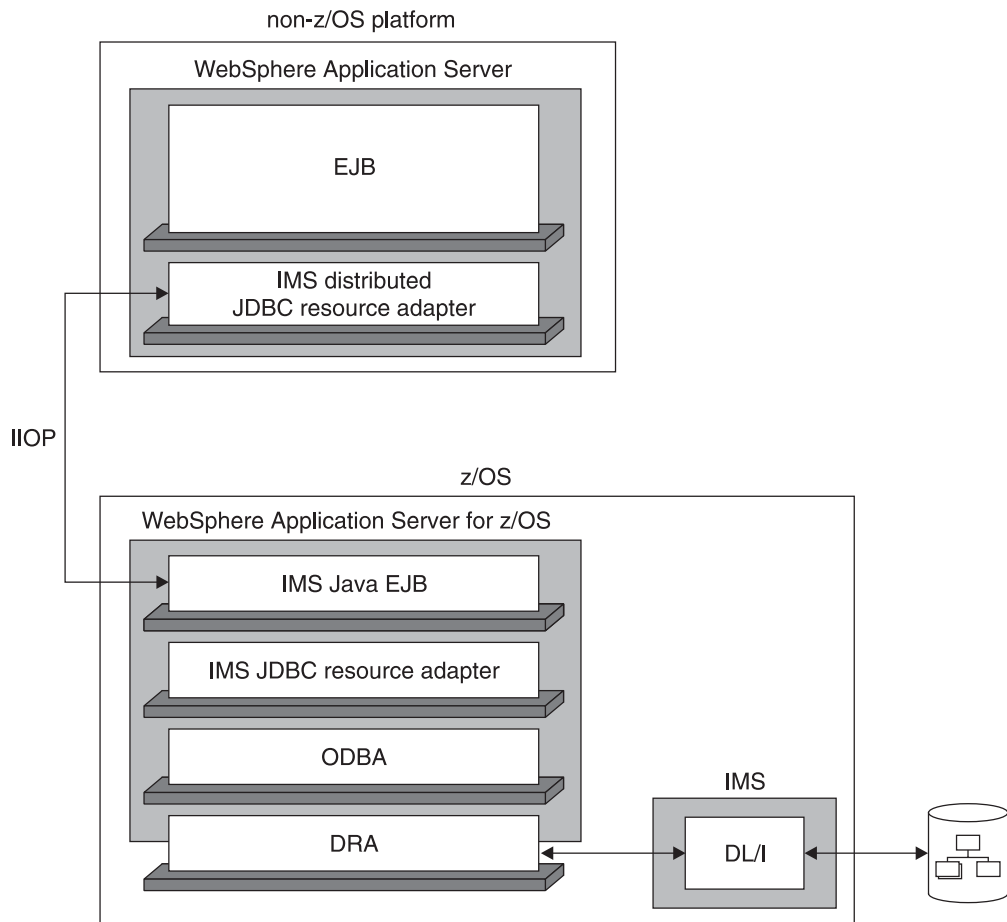 non-z/OS platform
WebSphere Application Server
EJB
IMS distributed
JDBC resource adapter
IIOP
z/OS
WebSphere Application Server for z/OS
IMS Java EJB
IMS JDBC resource adapter
ODBA
IMS
DRA
DL/I